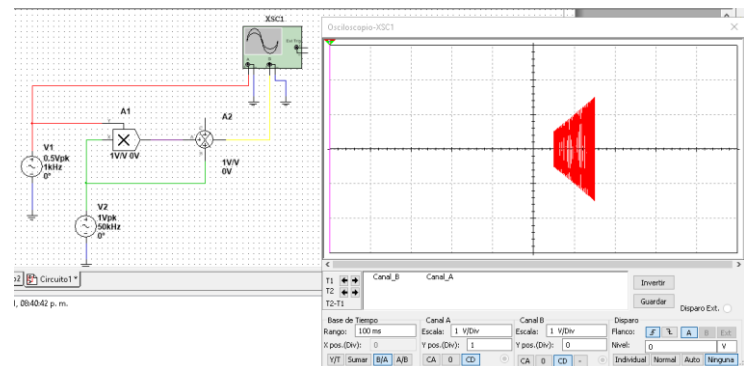 XSC1
Ext Trig
A1
A2
1V/V 0V
1V/V
0V
V1
0.5Vpk
1kHz
0°
V2
1Vpk
50kHz
0°
Circuito1 *
, 08:40:42 p. m.
Osciloscopio-XSC1
Canal_B Canal_A
T1
T2
T2-T1
Invertir
Guardar
Disparo Ext.
Base de Tiempo
Rango: 100 ms
X pos.(Div): 0
Y/T Sumar B/A A/B
Canal A
Escala: 1 V/Div
Y pos.(Div): 1
CA 0 CD
Canal B
Escala: 1 V/Div
Y pos.(Div): 0
CA 0 CD -
Disparo
Flanco: A B Ext
Nivel: 0 V
Individual Normal Auto Ninguna